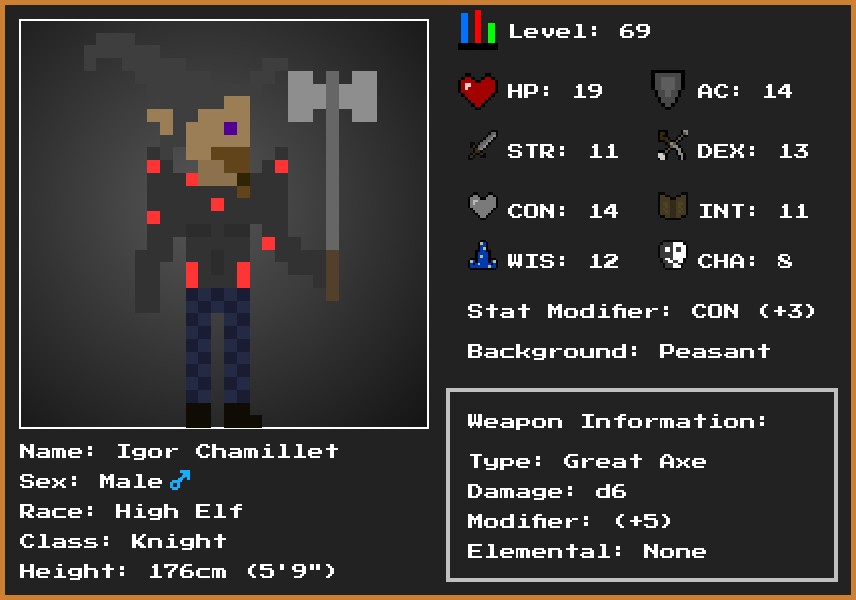 Level: 69
HP: 19
AC: 14
STR: 11
DEX: 13
CON: 14
INT: 11
WIS: 12
CHA: 8
Stat Modifier: CON (+3)
Background: Peasant
Weapon Information:
Type: Great Axe
Damage: d6
Modifier: (+5)
Elemental: None
Name: Igor Chamillet
Sex: Male♂
Race: High Elf
Class: Knight
Height: 176cm (5'9")